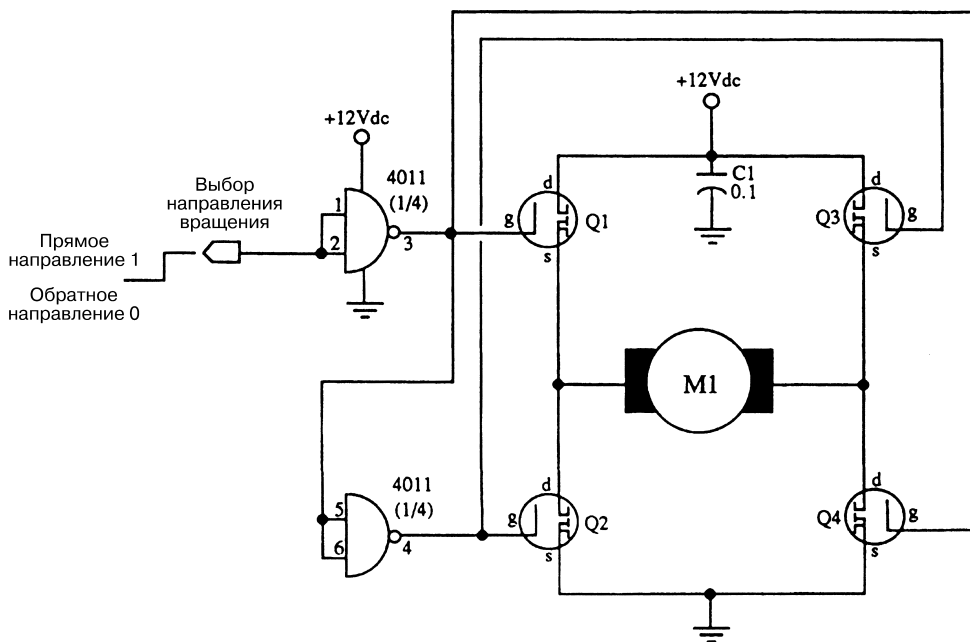 +12Vdc
+12Vdc
Выбор
направления
вращения
4011
(1/4)
1
2
3
Прямое
направление 1
Обратное
направление 0
d
g
Q1
s
C1
0.1
d
Q3
g
s
M1
4011
(1/4)
5
6
4
d
g
Q2
s
d
Q4
g
s